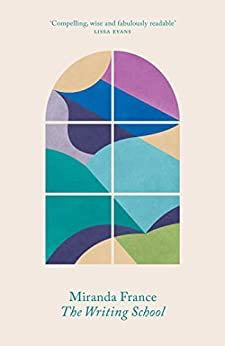 ‘Compelling, wise and fabulously readable’
LISSA EVANS
Miranda France
The Writing School